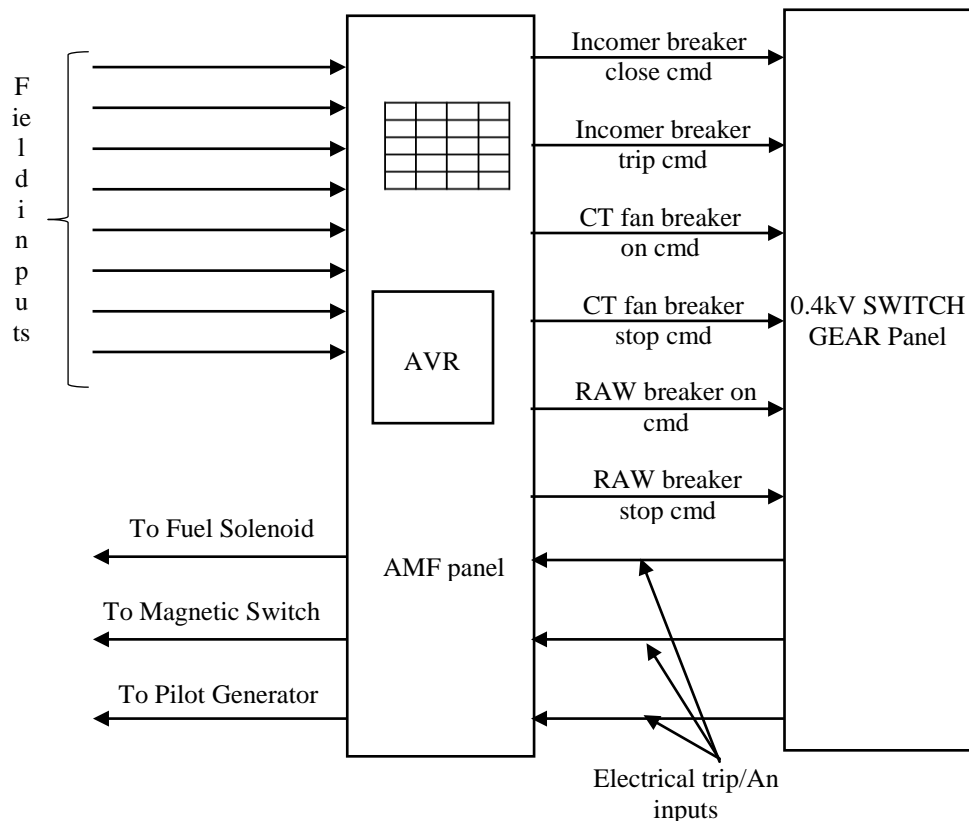 F
ie
l
d
i
n
p
u
ts
Incomer breaker
close cmd
Incomer breaker
trip cmd
CT fan breaker
on cmd
CT fan breaker
stop cmd
RAW breaker on
cmd
RAW breaker
stop cmd
0.4kV SWITCH
GEAR Panel
AVR
AMF panel
To Fuel Solenoid
To Magnetic Switch
To Pilot Generator
Electrical trip/An
inputs